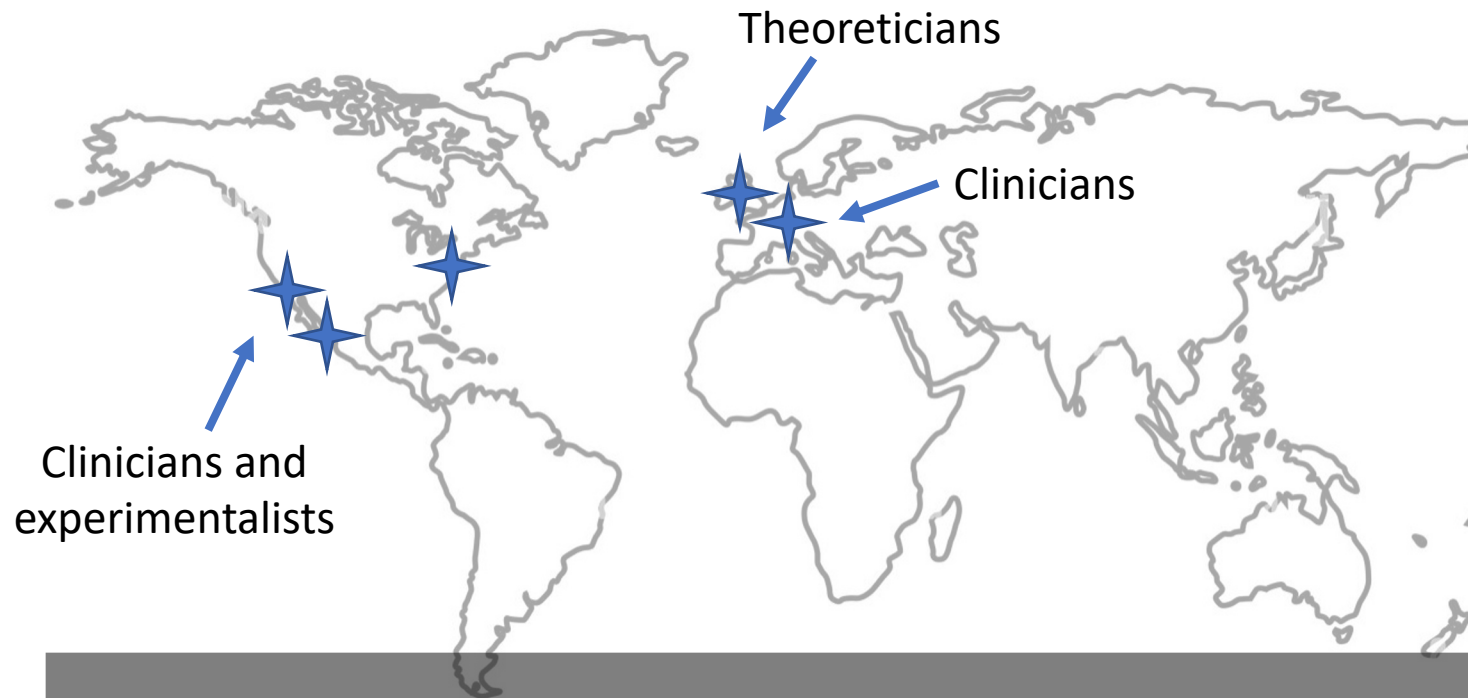 Theoreticians
Clinicians
Clinicians and
experimentalists